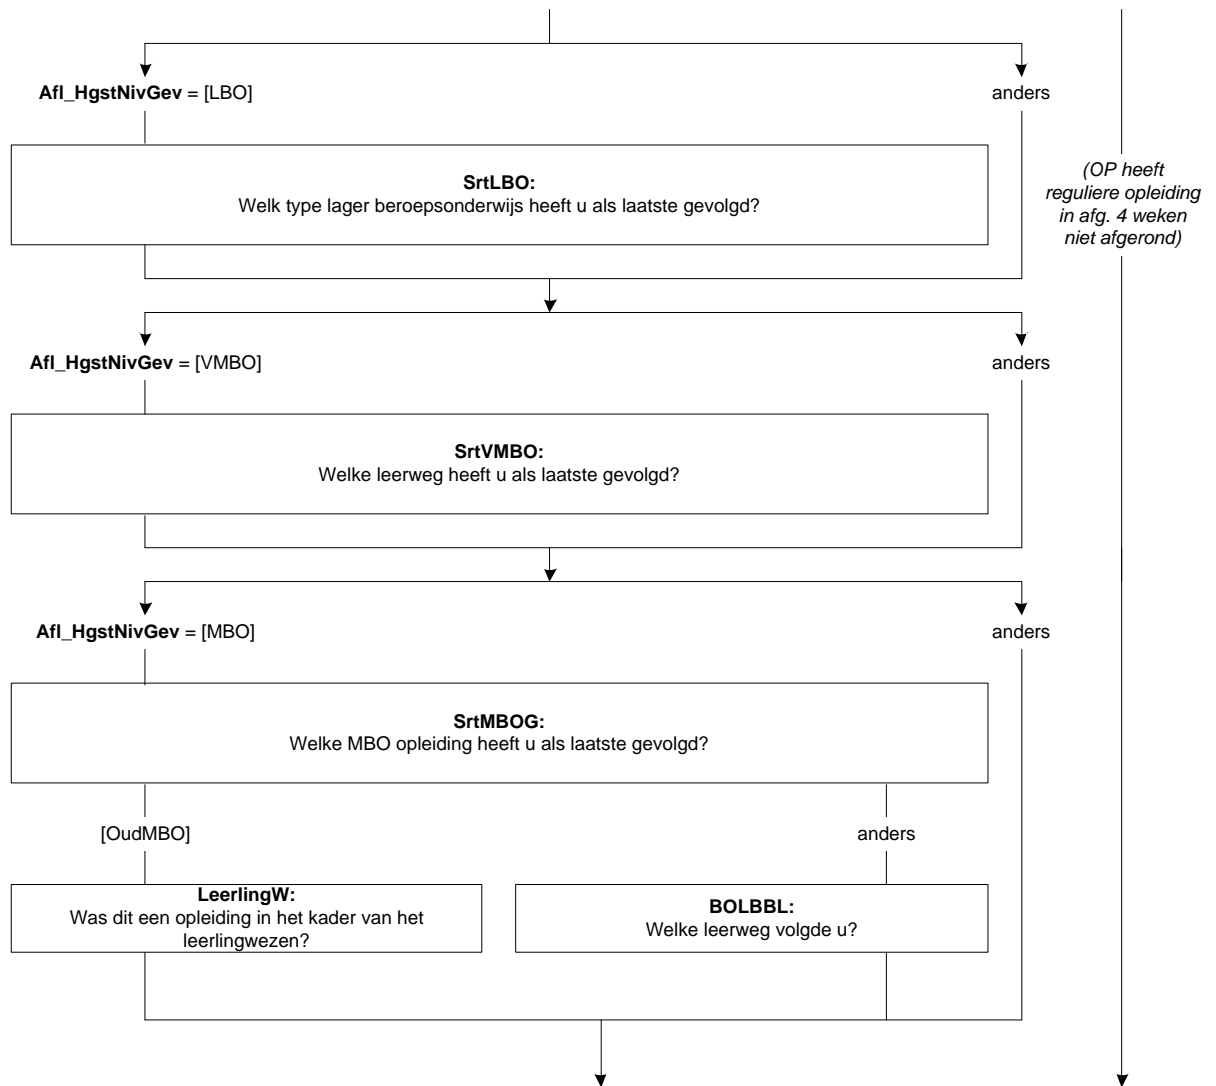 Afl_HgstNivGev = [LBO]
anders
SrtLBO:
Welk type lager beroepsonderwijs heeft u als laatste gevolgd?
(OP heeft
reguliere opleiding
in afg. 4 weken
niet afgerond)
Afl_HgstNivGev = [VMBO]
anders
SrtVMBO:
Welke leerweg heeft u als laatste gevolgd?
Afl_HgstNivGev = [MBO]
anders
SrtMBOG:
Welke MBO opleiding heeft u als laatste gevolgd?
[OudMBO]
anders
LeerlingW:
Was dit een opleiding in het kader van het
leerlingwezen?
BOLBBL:
Welke leerweg volgde u?